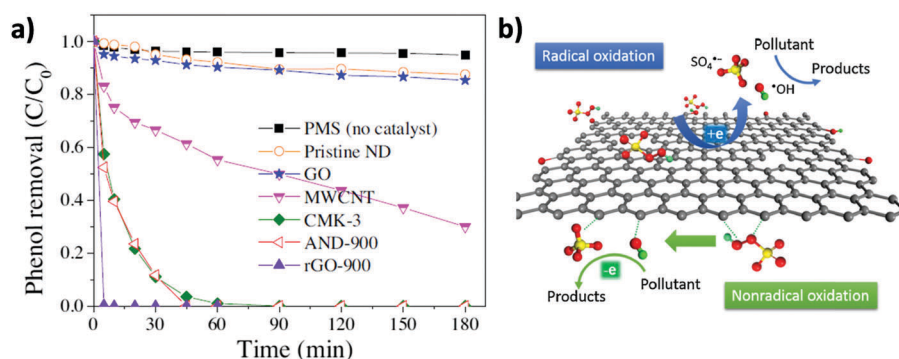 a)
Phenol removal (C/C₀)
1.0
0.8
0.6
0.4
0.2
0.0
PMS (no catalyst)
Pristine ND
GO
MWCNT
CMK-3
AND-900
rGO-900
0 30 60 90 120 150 180
Time (min)
b)
Radical oxidation
SO₄•−
Pollutant
Products
•OH
+e
-e
Products
Pollutant
Nonradical oxidation